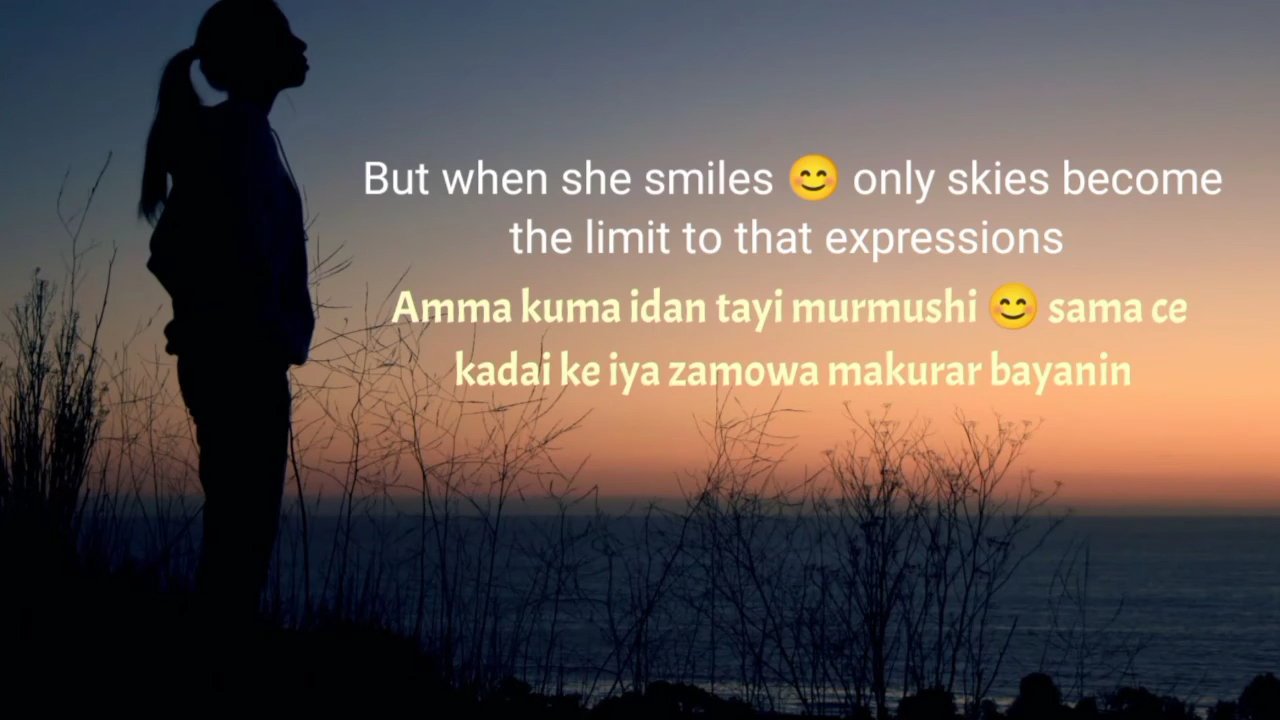 But when she smiles 😊 only skies become
the limit to that expressions
Amma kuma idan tayi murmushi 😊 sama ce
kadai ke iya zamowa makurar bayanin